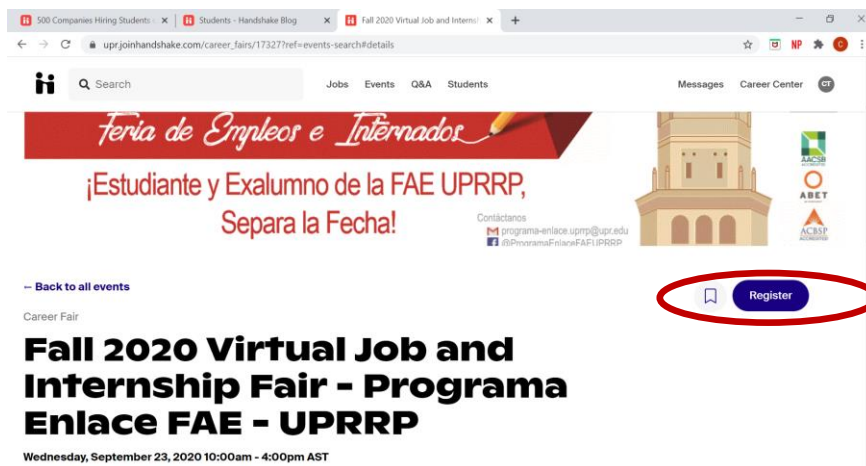 500 Companies Hiring Students
Students - Handshake Blog
Fall 2020 Virtual Job and Interns
upr.joinhandshake.com/career_fairs/17327?ref=events-search#details
NP
C
Search
Jobs Events Q&A Students
Messages Career Center CT
Feria de Empleos e Internados
¡Estudiante y Exalumno de la FAE UPRRP,
Separa la Fecha!
Contáctanos
programa-enlace.uprrp@upr.edu
@ProgramaEnlaceFAEUPRRP
AACSB
ACCREDITED
ABET
ACBSP
ACCREDITED
← Back to all events
Register
Career Fair
Fall 2020 Virtual Job and
Internship Fair - Programa
Enlace FAE - UPRRP
Wednesday, September 23, 2020 10:00am - 4:00pm AST